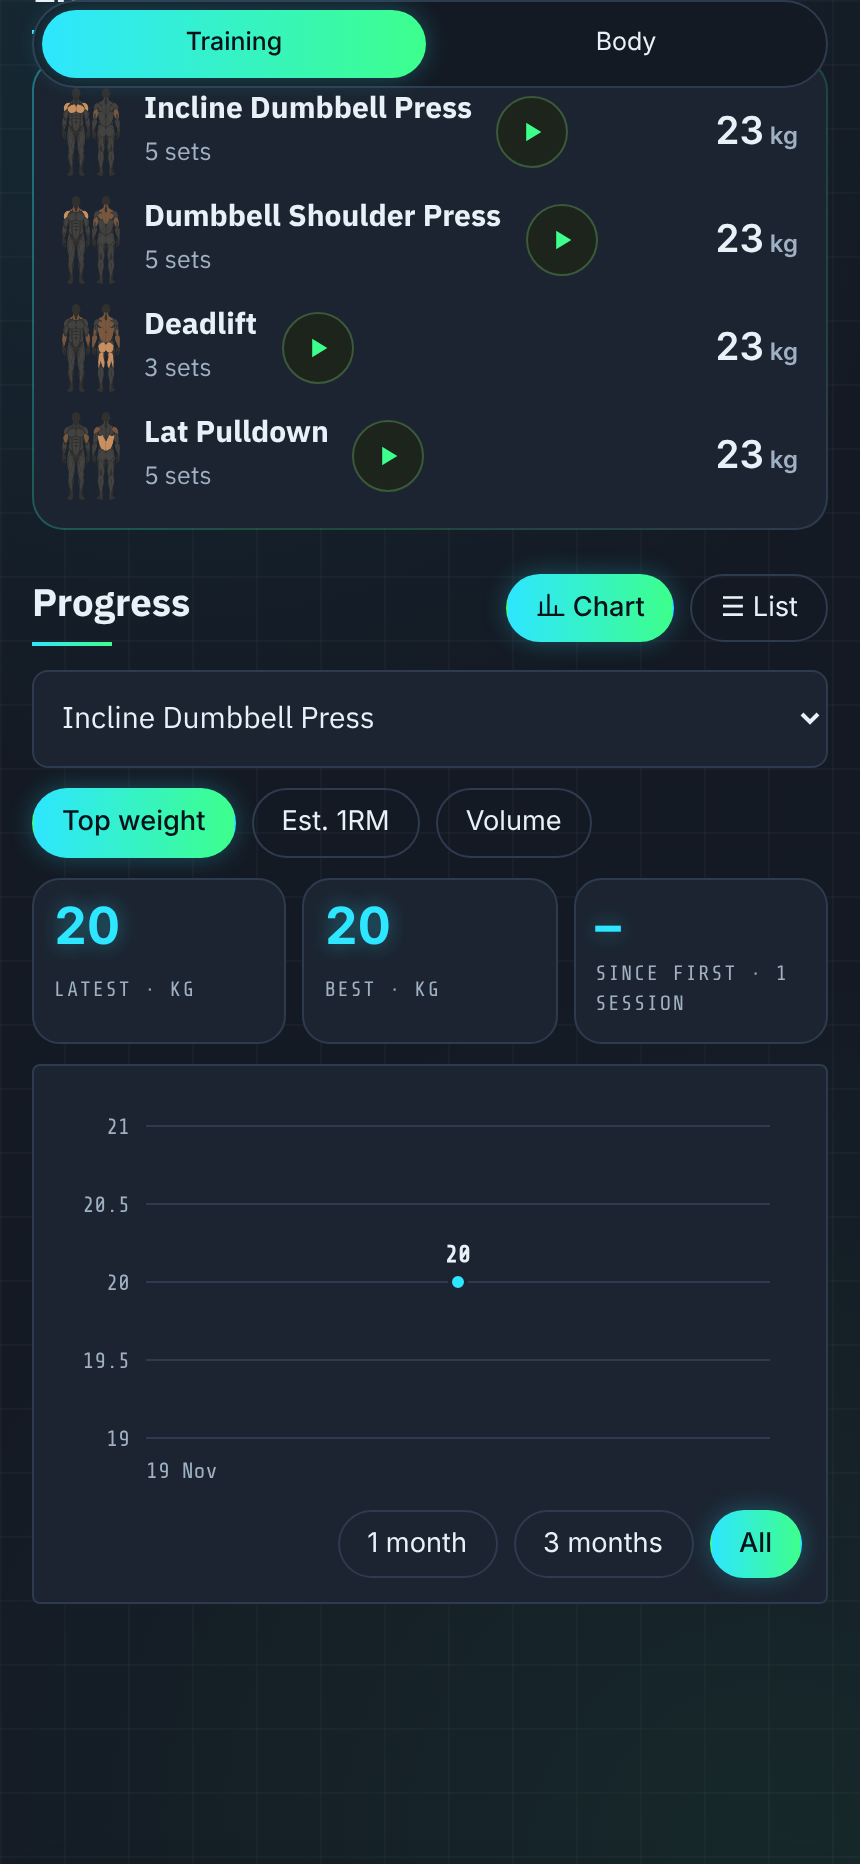 Training
Body
Incline Dumbbell Press
5 sets
23 kg
Dumbbell Shoulder Press
5 sets
23 kg
Deadlift
3 sets
23 kg
Lat Pulldown
5 sets
23 kg
Progress
Chart
List
Incline Dumbbell Press
Top weight
Est. 1RM
Volume
20
LATEST · KG
20
BEST · KG
–
SINCE FIRST · 1
SESSION
21
20.5
20
20
19.5
19
19 Nov
1 month
3 months
All